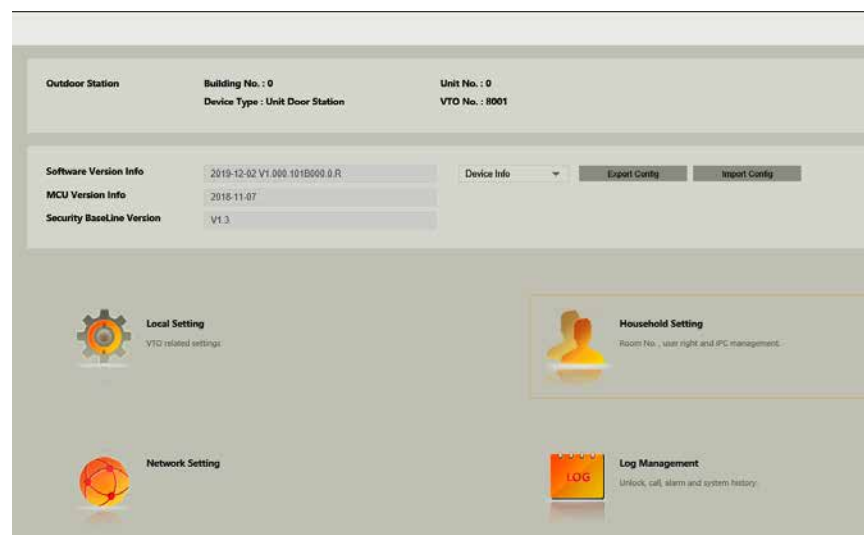 Outdoor Station Building No. : 0 Unit No. : 0
Device Type : Unit Door Station VTO No. : 8001
Software Version Info 2019-12-02 V1.000.101B000.0.R Device Info Export Config Import Config
MCU Version Info 2018-11-07
Security BaseLine Version V1.3
Local Setting Household Setting
VTO related settings. Room No. , user right and IPC management.
Network Setting Log Management
LOG Unlock, call, alarm and system history.